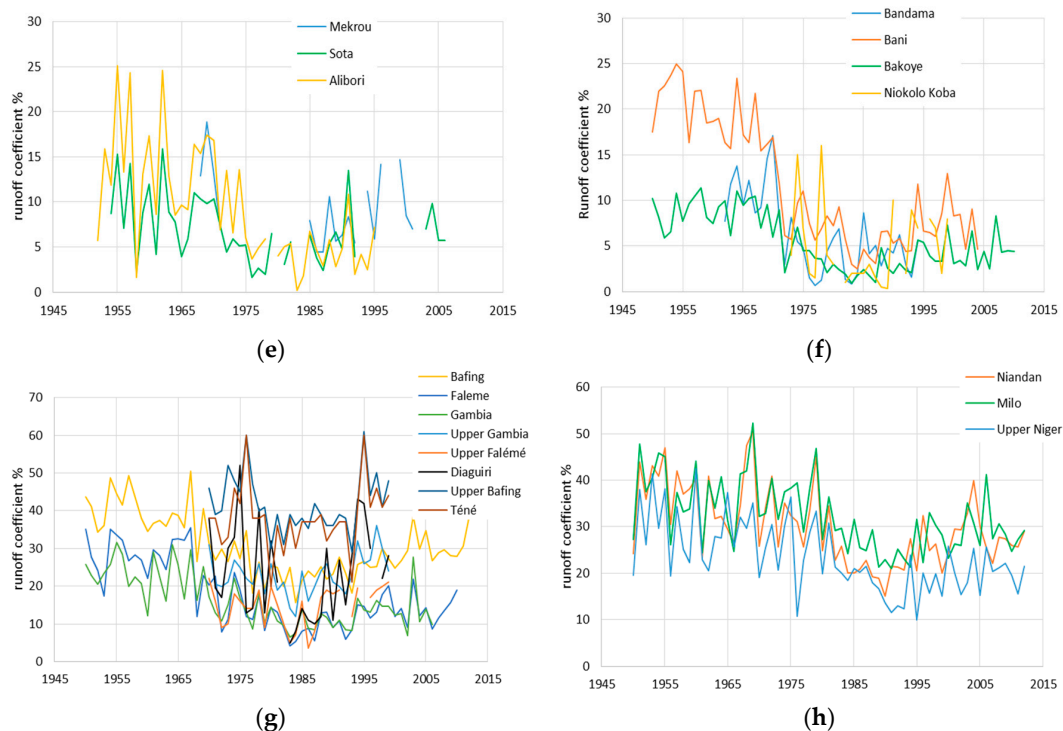 runoff coefficient %
30
25
20
15
10
5
0
1945 1955 1965 1975 1985 1995 2005 2015
Mekrou
Sota
Alibori
(e)
Runoff coefficient %
30
25
20
15
10
5
0
1945 1955 1965 1975 1985 1995 2005 2015
Bandama
Bani
Bakoye
Niokolo Koba
(f)
runoff coefficient %
70
60
50
40
30
20
10
0
1945 1955 1965 1975 1985 1995 2005 2015
Bafing
Faleme
Gambia
Upper Gambia
Upper Falémé
Diaguiri
Upper Bafing
Téné
(g)
runoff coefficient %
60
50
40
30
20
10
0
1945 1955 1965 1975 1985 1995 2005 2015
Niandan
Milo
Upper Niger
(h)